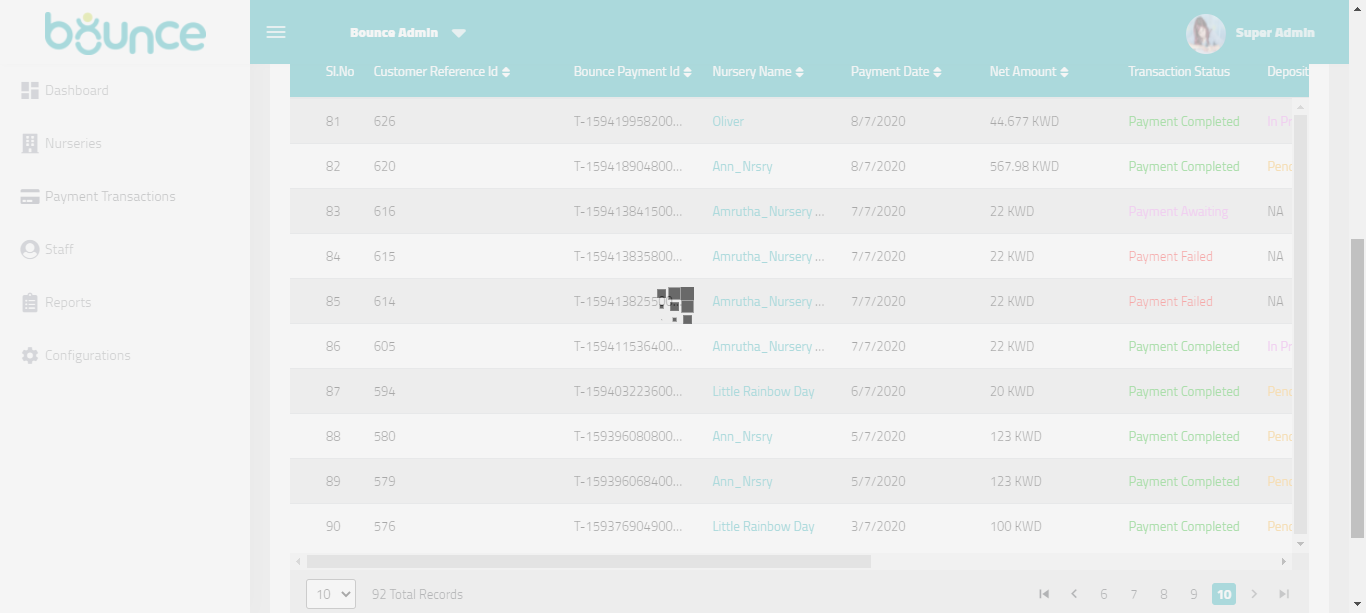 bounce
Bounce Admin
Super Admin
Dashboard
Nurseries
Payment Transactions
Staff
Reports
Configurations
Sl.No Customer Reference Id Bounce Payment Id Nursery Name Payment Date Net Amount Transaction Status Deposit
81 626 T-159419958200... Oliver 8/7/2020 44.677 KWD Payment Completed In Pr
82 620 T-159418904800... Ann_Nrsry 8/7/2020 567.98 KWD Payment Completed Pend
83 616 T-159413841500... Amrutha_Nursery ... 7/7/2020 22 KWD Payment Awaiting NA
84 615 T-159413835800... Amrutha_Nursery ... 7/7/2020 22 KWD Payment Failed NA
85 614 Amrutha_Nursery ... 7/7/2020 22 KWD Payment Failed NA
86 605 T-159411536400... Amrutha_Nursery ... 7/7/2020 22 KWD Payment Completed In Pr
87 594 T-159403223600... Little Rainbow Day 6/7/2020 20 KWD Payment Completed Pend
88 580 T-159396080800... Ann_Nrsry 5/7/2020 123 KWD Payment Completed Pend
89 579 T-159396068400... Ann_Nrsry 5/7/2020 123 KWD Payment Completed Pend
90 576 T-159376904900... Little Rainbow Day 3/7/2020 100 KWD Payment Completed Pend
10 92 Total Records 6 7 8 9 10